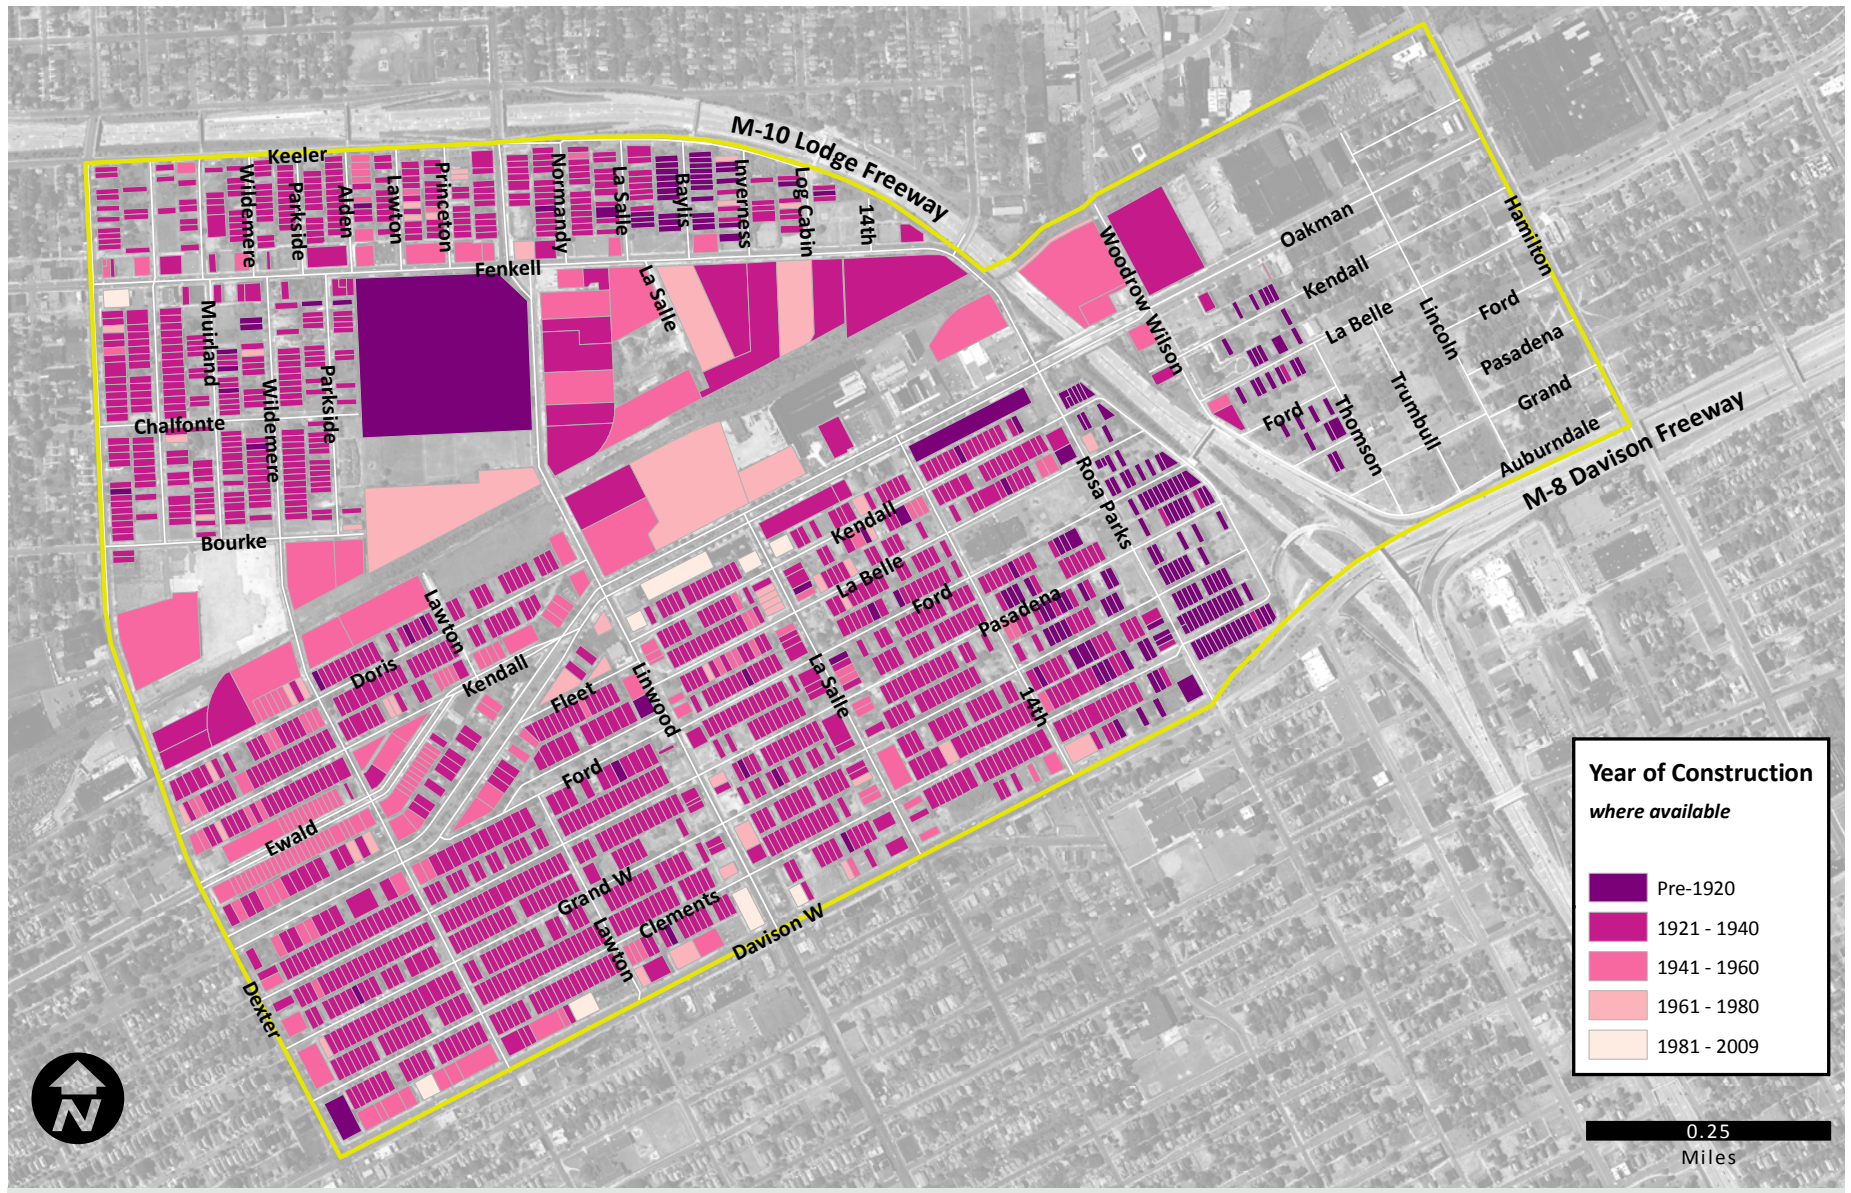 M-10 Lodge Freeway
Keeler
Wildemere
Parkside
Alden
Lawton
Princeton
Normandy
La Salle
Baylis
Inverness
Log Cabin
14th
Fenkell
La Salle
Woodrow Wilson
Oakman
Hamilton
Kendall
La Belle
Lincoln
Ford
Pasadena
Grand
Trumbull
Thomson
Ford
Auburndale
M-8 Davison Freeway
Muirland
Wildemere
Parkside
Chalfonte
Bourke
Rosa Parks
Kendall
La Belle
Ford
Pasadena
Lawton
Doris
Kendall
Fleet
Linwood
La Salle
14th
Ford
Ewald
Grand W
Clements
Lawton
Davison W
Dexter
N
Year of Construction
where available
Pre-1920
1921 - 1940
1941 - 1960
1961 - 1980
1981 - 2009
0.25
Miles